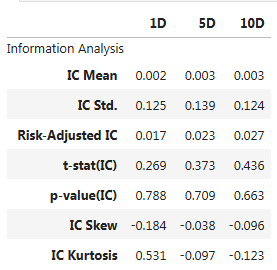 1D 5D 10D
Information Analysis
IC Mean 0.002 0.003 0.003
IC Std. 0.125 0.139 0.124
Risk-Adjusted IC 0.017 0.023 0.027
t-stat(IC) 0.269 0.373 0.436
p-value(IC) 0.788 0.709 0.663
IC Skew -0.184 -0.038 -0.096
IC Kurtosis 0.531 -0.097 -0.123